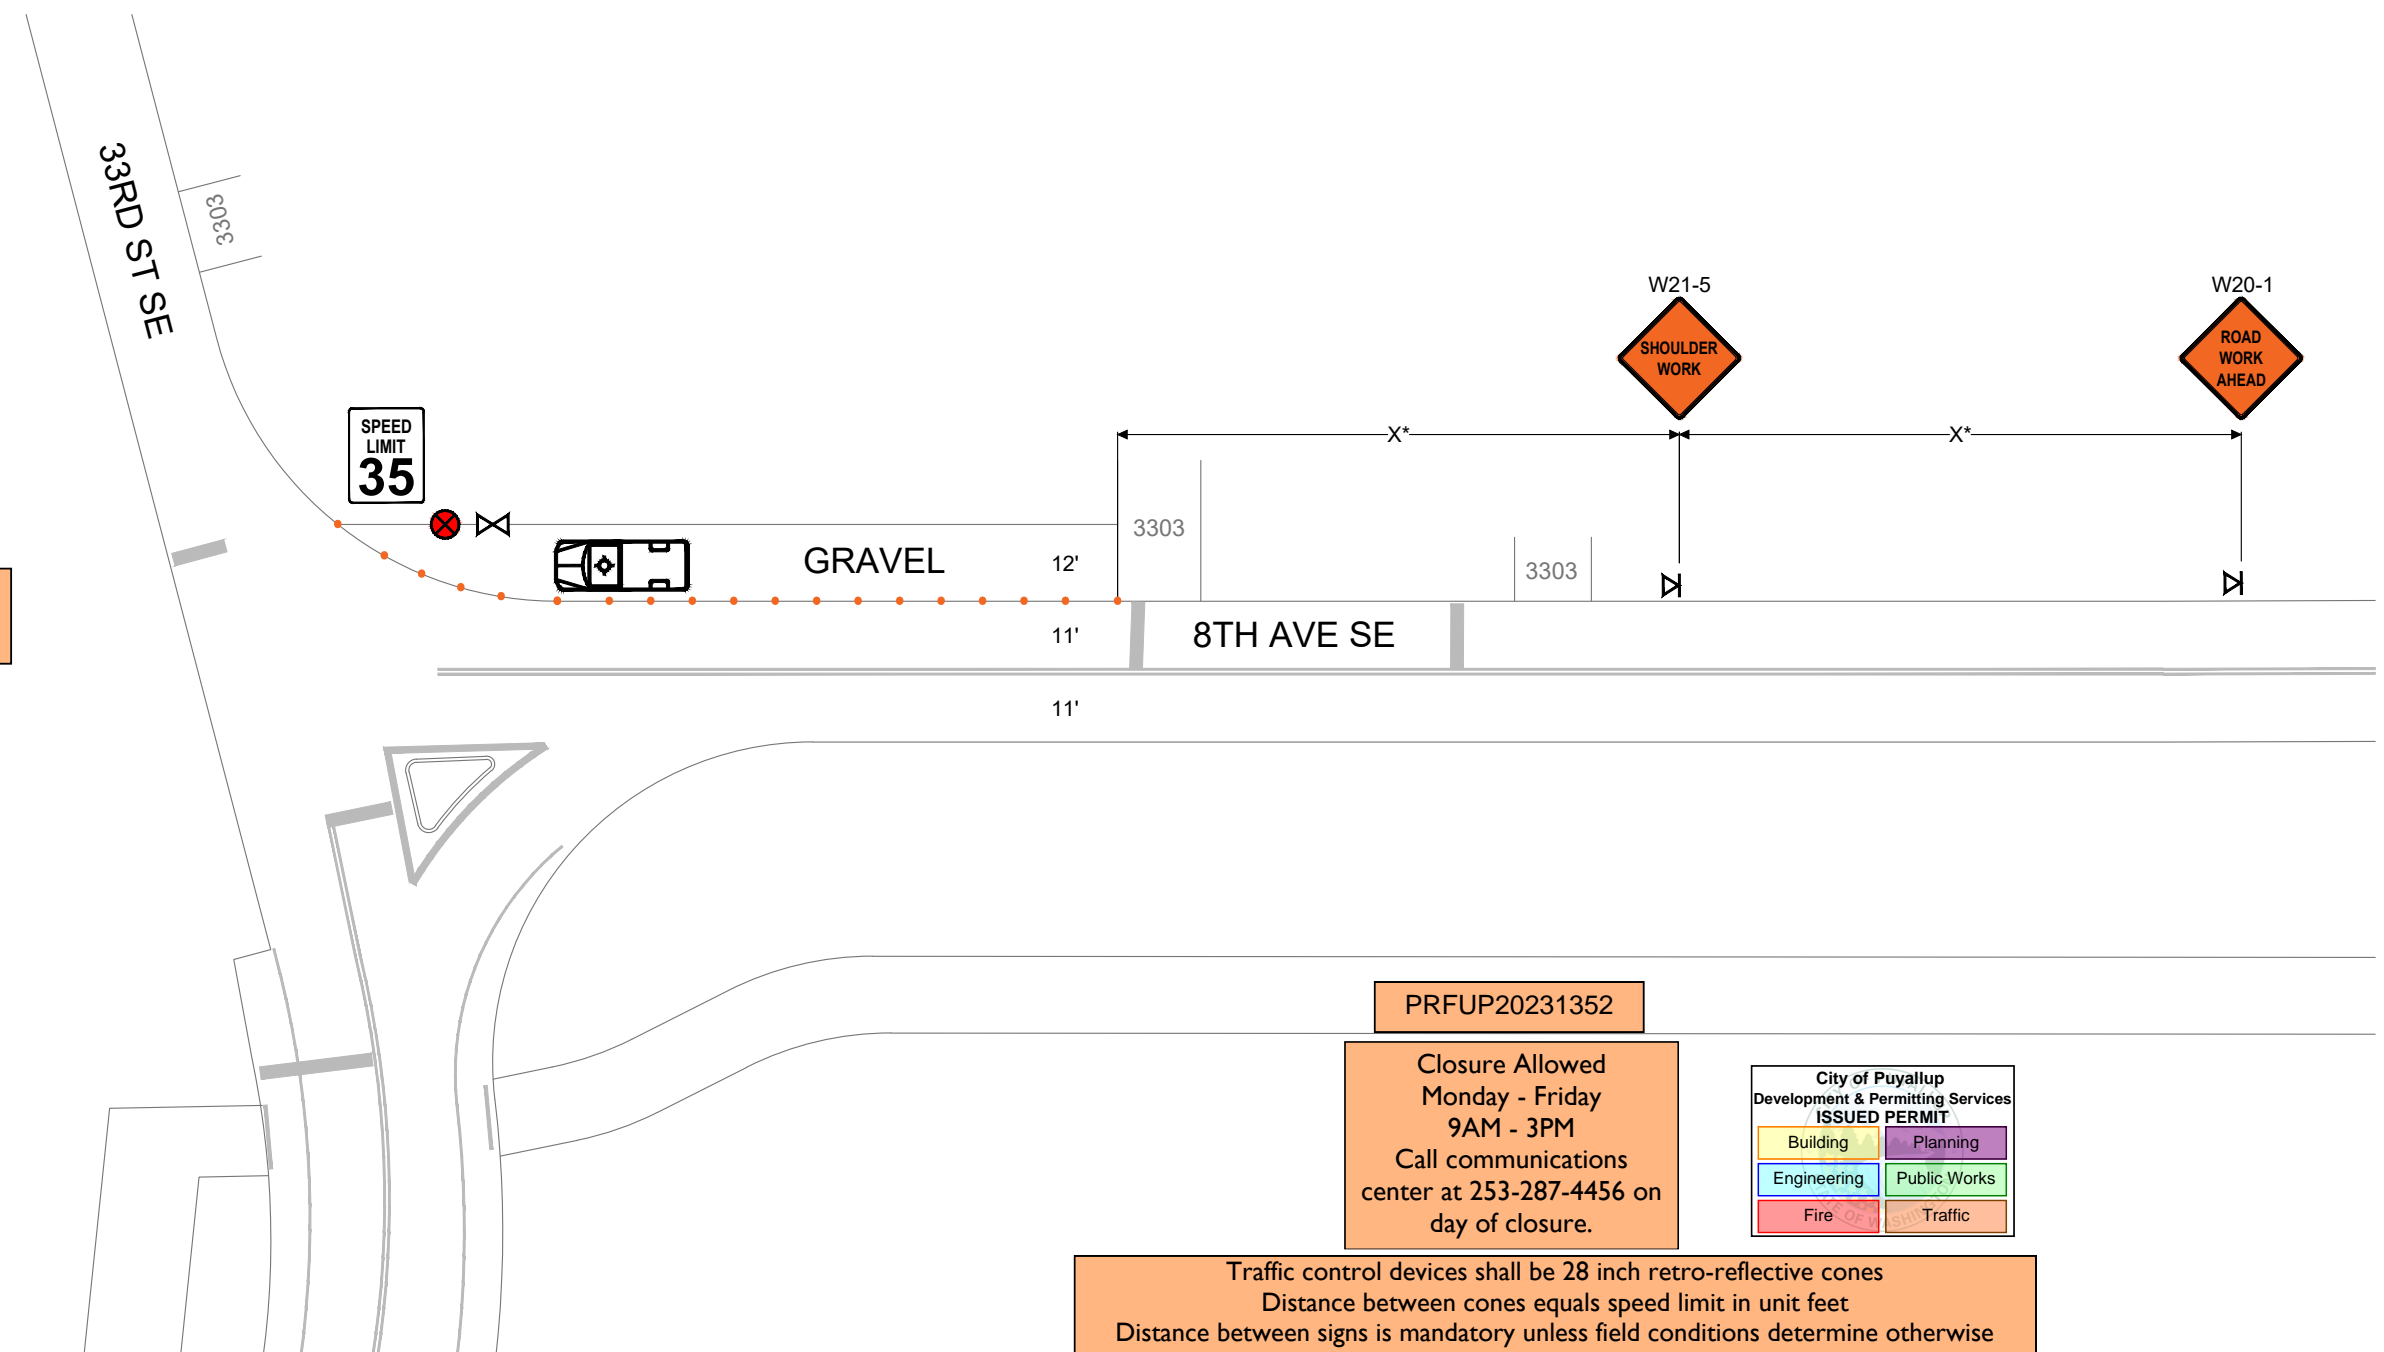 33RD ST SE
3303
SPEED
LIMIT
35
W21-5
SHOULDER
WORK
W20-1
ROAD
WORK
AHEAD
X*
X*
3303
3303
GRAVEL
12'
11'
8TH AVE SE
11'
PRFUP20231352
Closure Allowed
Monday - Friday
9AM - 3PM
Call communications
center at 253-287-4456 on
day of closure.
City of Puyallup
Development & Permitting Services
ISSUED PERMIT
Building
Planning
Engineering
Public Works
Fire
Traffic
OF WASHINGTON
Traffic control devices shall be 28 inch retro-reflective cones
Distance between cones equals speed limit in unit feet
Distance between signs is mandatory unless field conditions determine otherwise